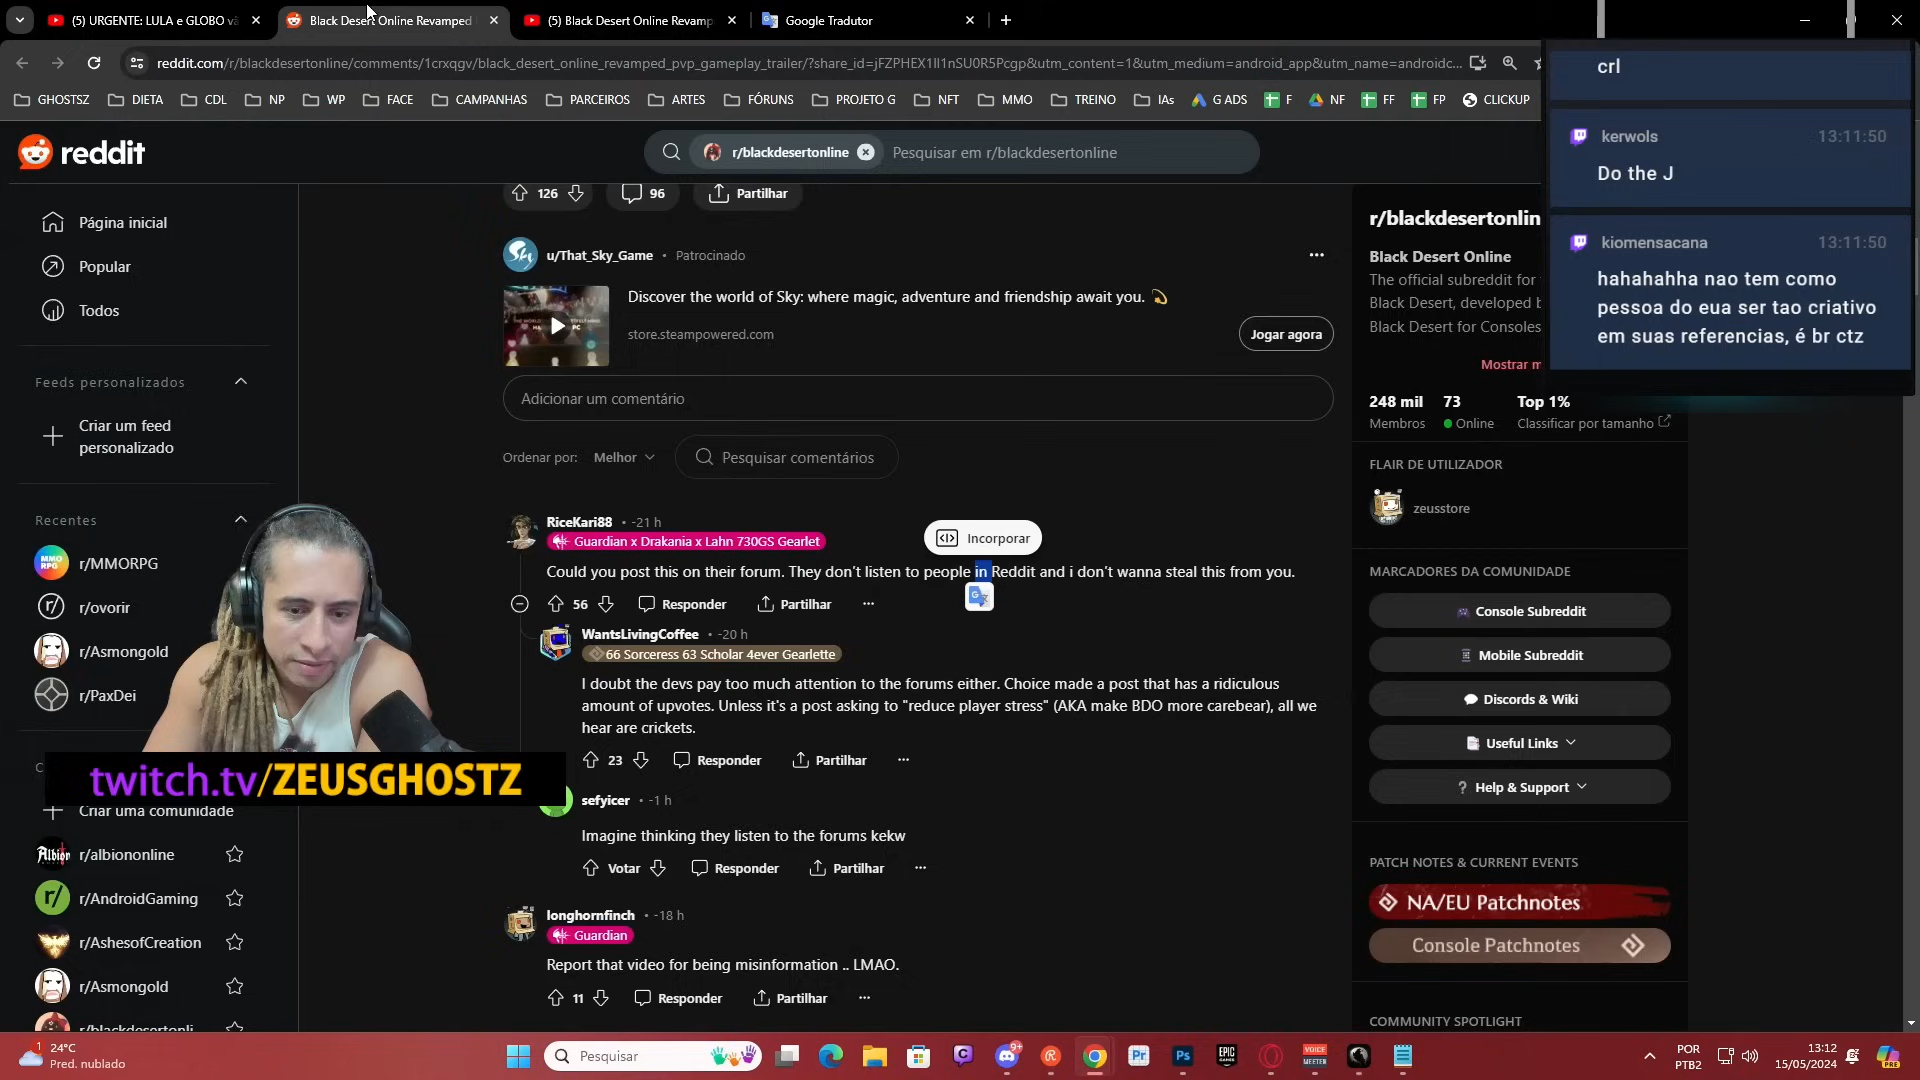 (5) URGENTE: LULA e GLOBO vã
Black Desert Online Revamped
(5) Black Desert Online Revamp
Google Tradutor
reddit.com/r/blackdesertonline/comments/1crxqgv/black_desert_online_revamped_pvp_gameplay_trailer/?share_id=jFZPHEX1Il1nSU0R5Pcgp&utm_content=1&utm_medium=android_app&utm_name=androidc...
GHOSTSZ
DIETA
CDL
NP
WP
FACE
CAMPANHAS
PARCEIROS
ARTES
FÓRUNS
PROJETO G
NFT
MMO
TREINO
IAs
G ADS
F
NF
FF
FP
CLICKUP
crl
kerwols 13:11:50
Do the J
kiomensacana 13:11:50
hahahahha nao tem como
pessoa do eua ser tao criativo
em suas referencias, é br ctz
reddit
r/blackdesertonline
Pesquisar em r/blackdesertonline
Página inicial
Popular
Todos
Feeds personalizados
Criar um feed
personalizado
Recentes
r/MMORPG
r/ovorir
r/Asmongold
r/PaxDei
twitch.tv/ZEUSGHOSTZ
Criar uma comunidade
r/albiononline
r/AndroidGaming
r/AshesofCreation
r/Asmongold
r/blackdesertonli
126
96
Partilhar
u/That_Sky_Game • Patrocinado
Discover the world of Sky: where magic, adventure and friendship await you.
store.steampowered.com
Jogar agora
Adicionar um comentário
Ordenar por: Melhor
Pesquisar comentários
RiceKari88 • -21 h
Guardian x Drakania x Lahn 730GS Gearlet
Incorporar
Could you post this on their forum. They don't listen to people in Reddit and i don't wanna steal this from you.
56 Responder Partilhar ...
WantsLivingCoffee • -20 h
66 Sorceress 63 Scholar 4ever Gearlette
I doubt the devs pay too much attention to the forums either. Choice made a post that has a ridiculous
amount of upvotes. Unless it's a post asking to "reduce player stress" (AKA make BDO more carebear), all we
hear are crickets.
23 Responder Partilhar ...
sefyicer • -1 h
Imagine thinking they listen to the forums kekw
Votar Responder Partilhar ...
longhornfinch • -18 h
Guardian
Report that video for being misinformation .. LMAO.
11 Responder Partilhar ...
r/blackdesertonlin
Black Desert Online
The official subreddit for
Black Desert, developed b
Black Desert for Consoles
Mostrar m
248 mil 73 Top 1%
Membros Online Classificar por tamanho
FLAIR DE UTILIZADOR
zeusstore
MARCADORES DA COMUNIDADE
Console Subreddit
Mobile Subreddit
Discords & Wiki
Useful Links
Help & Support
PATCH NOTES & CURRENT EVENTS
NA/EU Patchnotes
Console Patchnotes
COMMUNITY SPOTLIGHT
1
24°C
Pred. nublado
Pesquisar
9+
POR
PTB2
13:12
15/05/2024